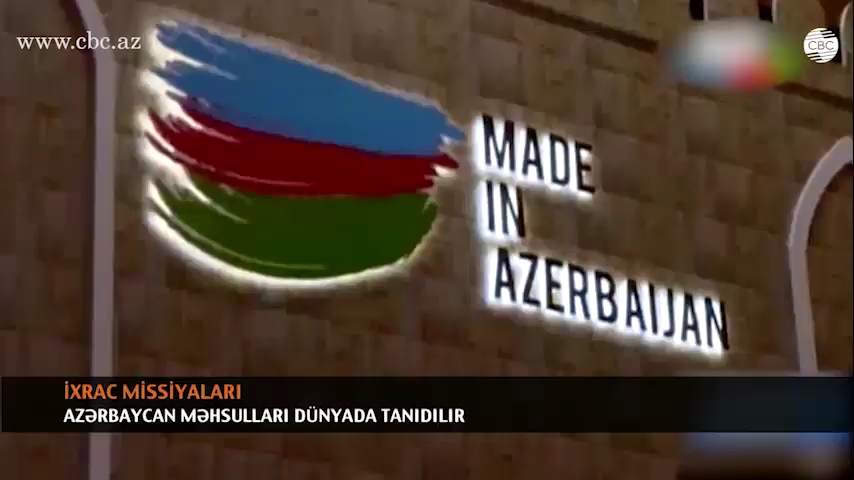 www.cbc.az
CBC
MADE
IN
AZERBAIJAN
İXRAC MİSSİYALARI
AZƏRBAYCAN MƏHSULLARI DÜNYADA TANIDILIR